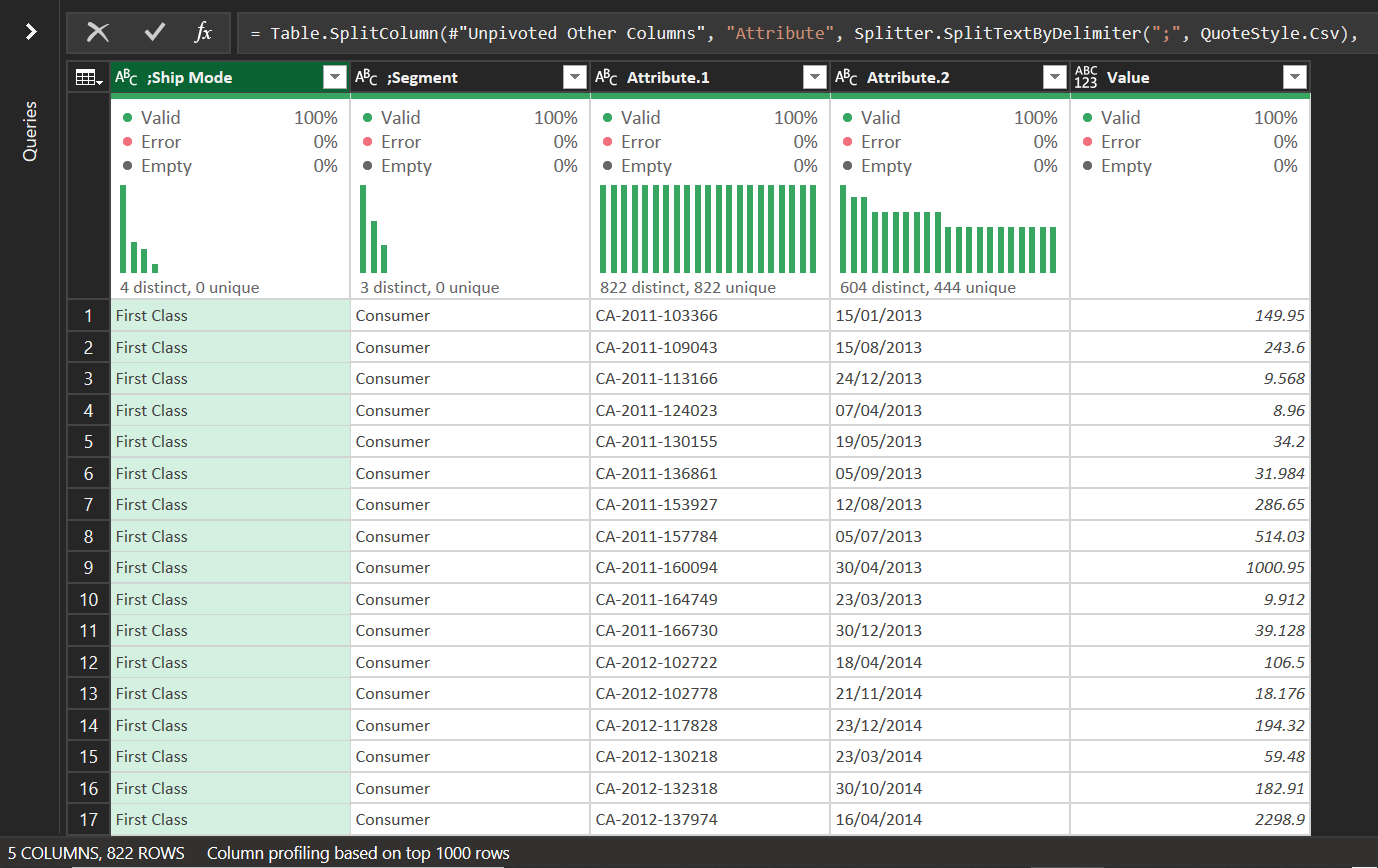 = Table.SplitColumn(#"Unpivoted Other Columns", "Attribute", Splitter.SplitTextByDelimiter(";", QuoteStyle.Csv),
Queries
ABC ;Ship Mode ABC ;Segment ABC Attribute.1 ABC Attribute.2 ABC 123 Value
Valid 100% Valid 100% Valid 100% Valid 100% Valid 100%
Error 0% Error 0% Error 0% Error 0% Error 0%
Empty 0% Empty 0% Empty 0% Empty 0% Empty 0%
4 distinct, 0 unique 3 distinct, 0 unique 822 distinct, 822 unique 604 distinct, 444 unique
1 First Class Consumer CA-2011-103366 15/01/2013 149.95
2 First Class Consumer CA-2011-109043 15/08/2013 243.6
3 First Class Consumer CA-2011-113166 24/12/2013 9.568
4 First Class Consumer CA-2011-124023 07/04/2013 8.96
5 First Class Consumer CA-2011-130155 19/05/2013 34.2
6 First Class Consumer CA-2011-136861 05/09/2013 31.984
7 First Class Consumer CA-2011-153927 12/08/2013 286.65
8 First Class Consumer CA-2011-157784 05/07/2013 514.03
9 First Class Consumer CA-2011-160094 30/04/2013 1000.95
10 First Class Consumer CA-2011-164749 23/03/2013 9.912
11 First Class Consumer CA-2011-166730 30/12/2013 39.128
12 First Class Consumer CA-2012-102722 18/04/2014 106.5
13 First Class Consumer CA-2012-102778 21/11/2014 18.176
14 First Class Consumer CA-2012-117828 23/12/2014 194.32
15 First Class Consumer CA-2012-130218 23/03/2014 59.48
16 First Class Consumer CA-2012-132318 30/10/2014 182.91
17 First Class Consumer CA-2012-137974 16/04/2014 2298.9
5 COLUMNS, 822 ROWS Column profiling based on top 1000 rows